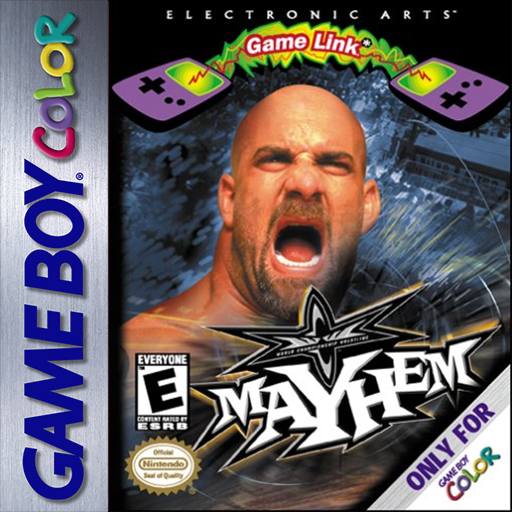 ELECTRONIC ARTS™
Game Link*
GAME BOY® COLOR
WORLD CHAMPIONSHIP WRESTLING
MAYHEM
EVERYONE
E
CONTENT RATED BY
ESRB
Official
Nintendo
Seal of Quality
ONLY FOR
GAME BOY
COLOR